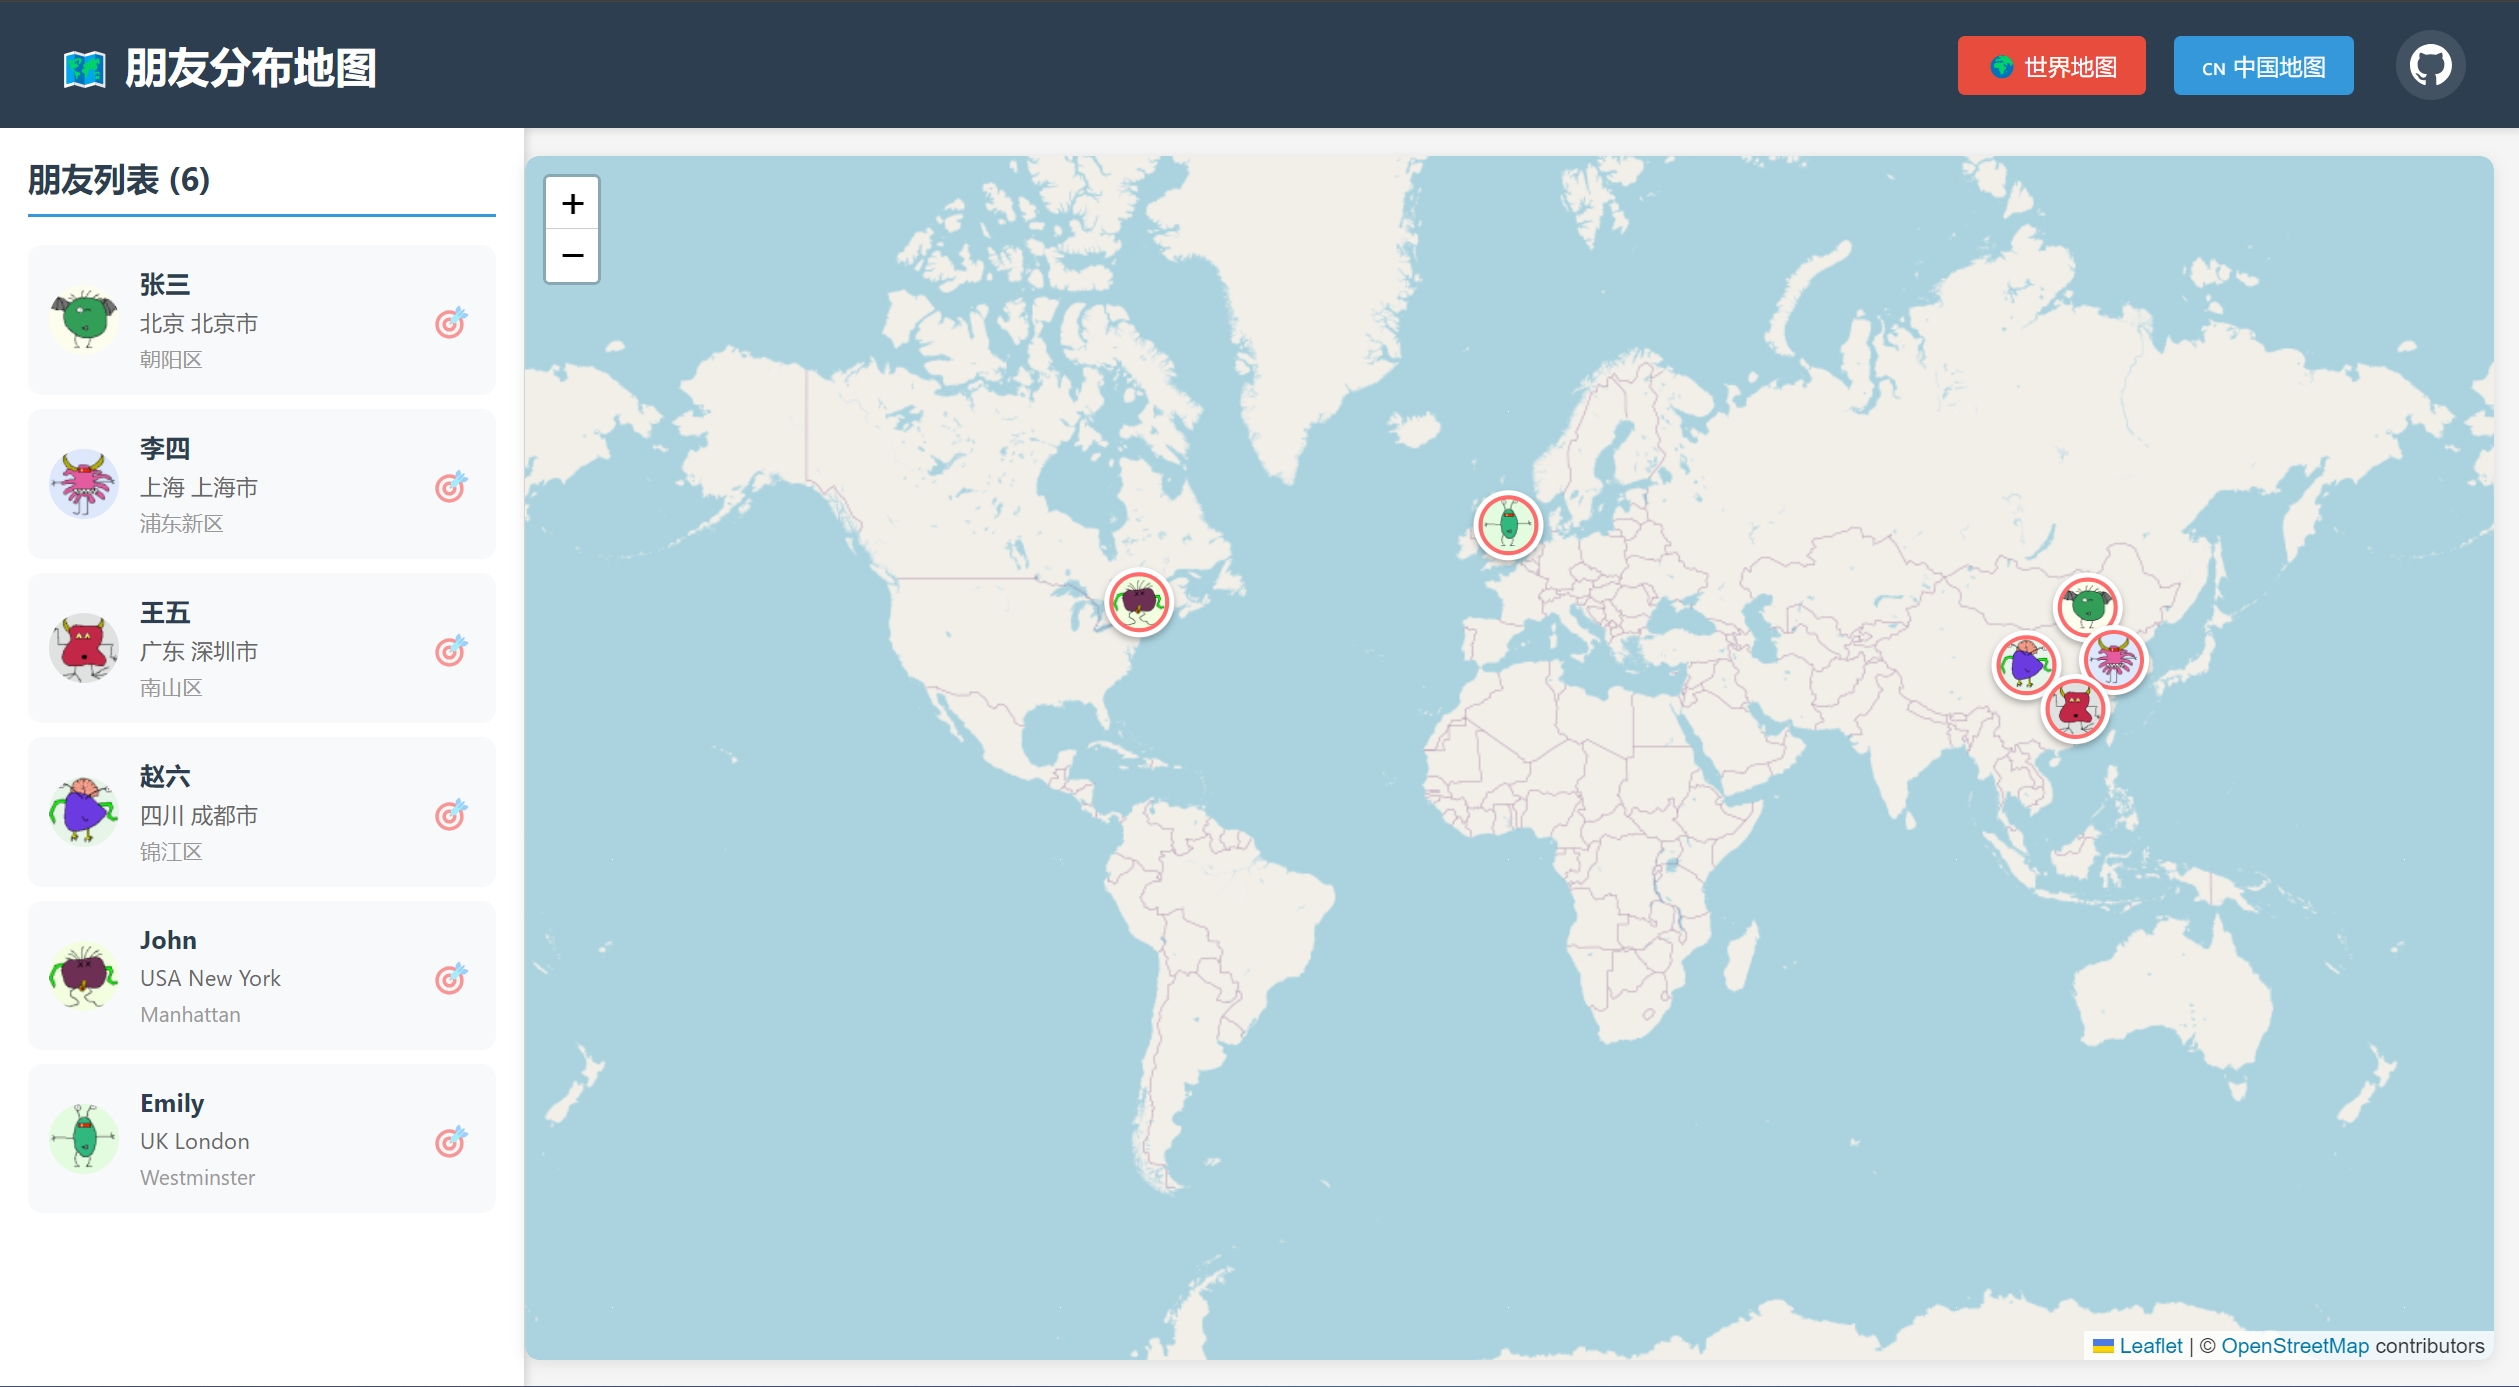 朋友分布地图
世界地图
CN 中国地图
朋友列表 (6)
张三
北京 北京市
朝阳区
李四
上海 上海市
浦东新区
王五
广东 深圳市
南山区
赵六
四川 成都市
锦江区
John
USA New York
Manhattan
Emily
UK London
Westminster
+
−
Leaflet | © OpenStreetMap contributors